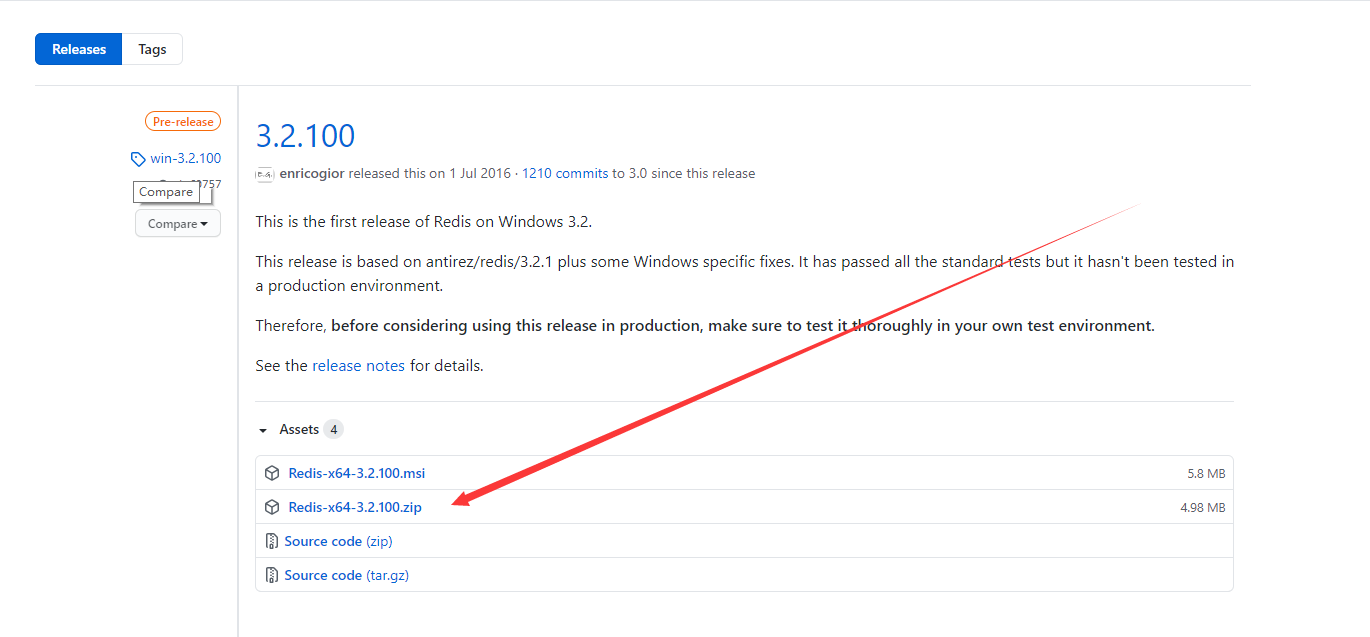 Releases Tags
Pre-release
win-3.2.100
Compare
Compare
3.2.100
enricogior released this on 1 Jul 2016 · 1210 commits to 3.0 since this release
This is the first release of Redis on Windows 3.2.
This release is based on antirez/redis/3.2.1 plus some Windows specific fixes. It has passed all the standard tests but it hasn't been tested in
a production environment.
Therefore, before considering using this release in production, make sure to test it thoroughly in your own test environment.
See the release notes for details.
Assets 4
Redis-x64-3.2.100.msi 5.8 MB
Redis-x64-3.2.100.zip 4.98 MB
Source code (zip)
Source code (tar.gz)